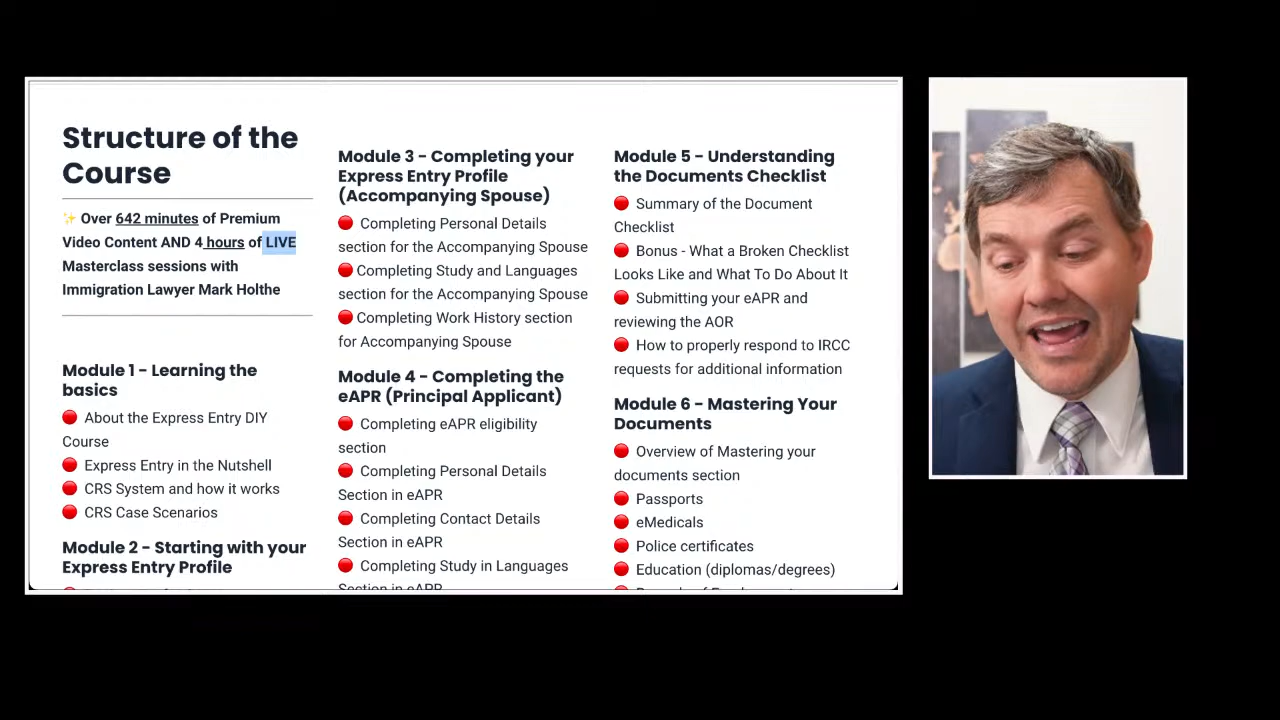 Structure of the
Course
✨ Over 642 minutes of Premium
Video Content AND 4 hours of LIVE
Masterclass sessions with
Immigration Lawyer Mark Holthe
Module 1 - Learning the
basics
🔴 About the Express Entry DIY
Course
🔴 Express Entry in the Nutshell
🔴 CRS System and how it works
🔴 CRS Case Scenarios
Module 2 - Starting with your
Express Entry Profile
Module 3 - Completing your
Express Entry Profile
(Accompanying Spouse)
🔴 Completing Personal Details
section for the Accompanying Spouse
🔴 Completing Study and Languages
section for the Accompanying Spouse
🔴 Completing Work History section
for Accompanying Spouse
Module 4 - Completing the
eAPR (Principal Applicant)
🔴 Completing eAPR eligibility
section
🔴 Completing Personal Details
Section in eAPR
🔴 Completing Contact Details
Section in eAPR
🔴 Completing Study in Languages
Section in eAPR
Module 5 - Understanding
the Documents Checklist
🔴 Summary of the Document
Checklist
🔴 Bonus - What a Broken Checklist
Looks Like and What To Do About It
🔴 Submitting your eAPR and
reviewing the AOR
🔴 How to properly respond to IRCC
requests for additional information
Module 6 - Mastering Your
Documents
🔴 Overview of Mastering your
documents section
🔴 Passports
🔴 eMedicals
🔴 Police certificates
🔴 Education (diplomas/degrees)